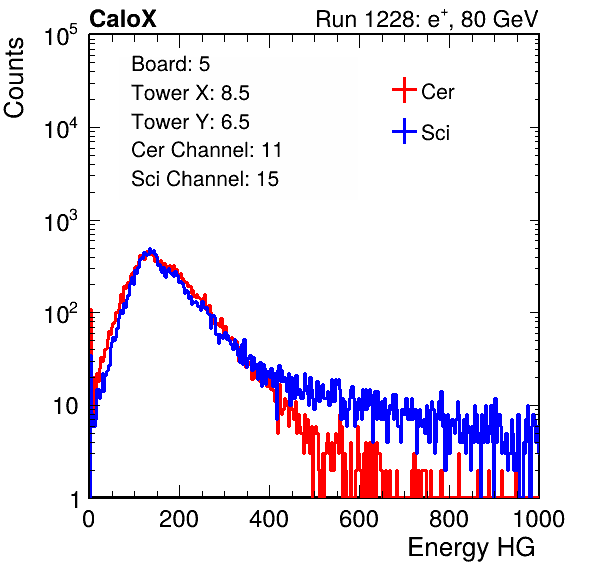 CaloX Run 1228: e⁺, 80 GeV
Board: 5
Tower X: 8.5
Tower Y: 6.5
Cer Channel: 11
Sci Channel: 15
Cer
Sci
Counts
10⁵
10⁴
10³
10²
10
1
0 200 400 600 800 1000
Energy HG